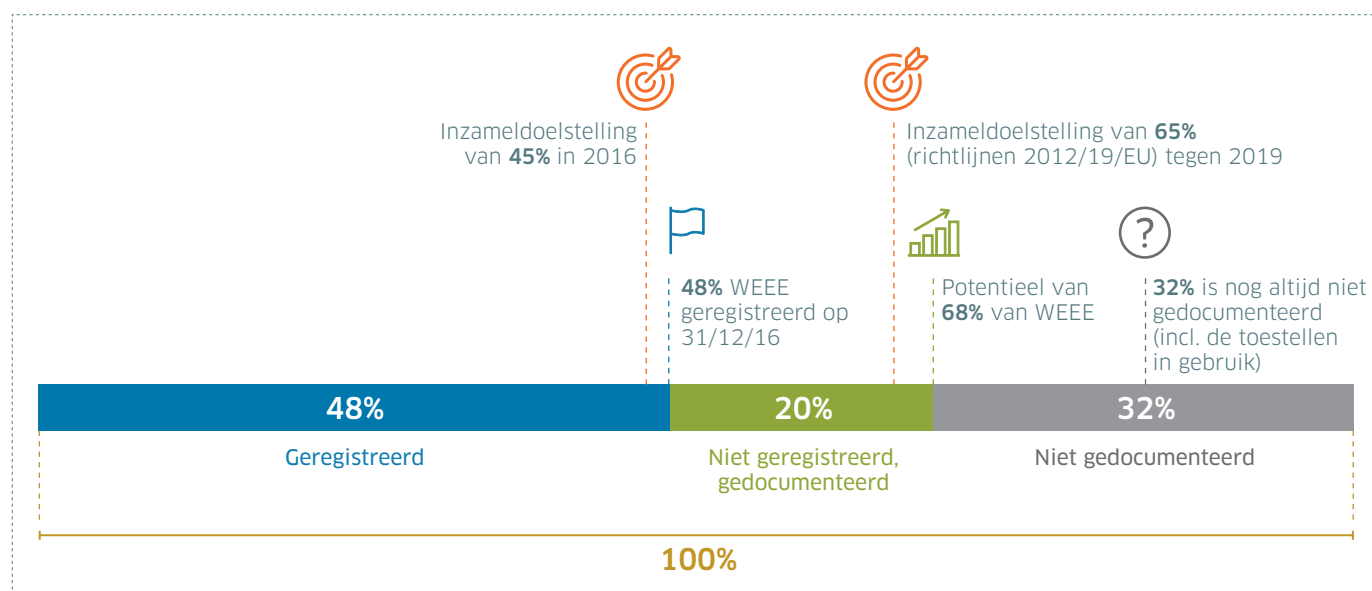 Inzameldoelstelling
van 45% in 2016
Inzameldoelstelling van 65%
(richtlijnen 2012/19/EU) tegen 2019
48% WEEE
geregistreerd op
31/12/16
Potentieel van
68% van WEEE
?
32% is nog altijd niet
gedocumenteerd
(incl. de toestellen
in gebruik)
48%
20%
32%
Geregistreerd
Niet geregistreerd,
gedocumenteerd
Niet gedocumenteerd
100%